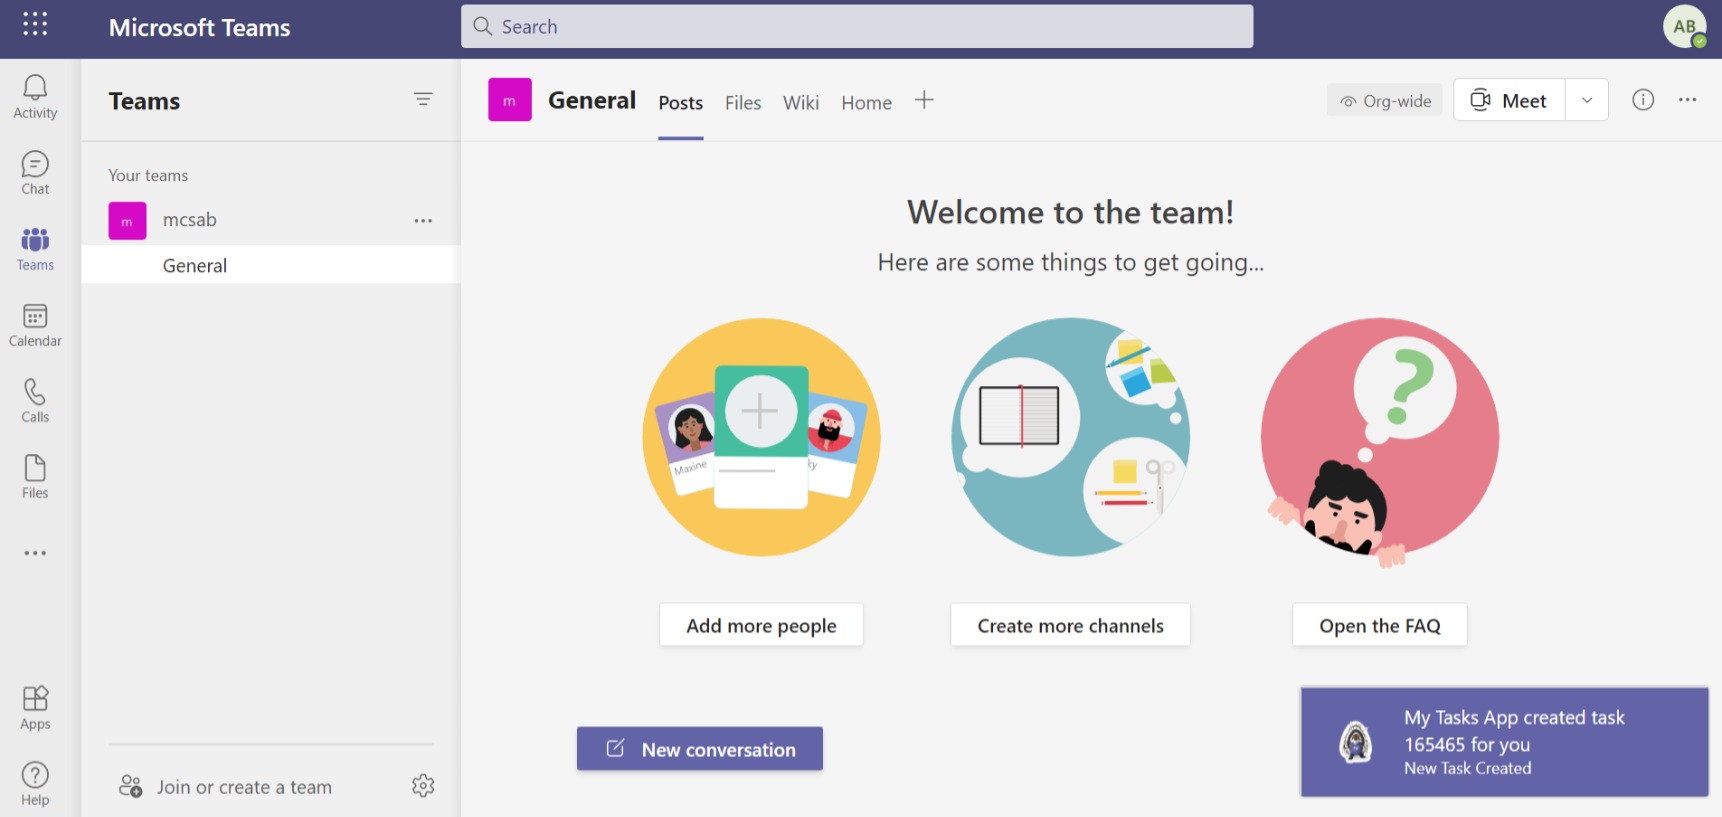 Microsoft Teams
Search
AB
Activity
Chat
Teams
Calendar
Calls
Files
Apps
Help
Teams
Your teams
m
mcsab
General
Join or create a team
m
General
Posts
Files
Wiki
Home
Org-wide
Meet
Welcome to the team!
Here are some things to get going...
Maxine
ky
Add more people
Create more channels
Open the FAQ
New conversation
My Tasks App created task
165465 for you
New Task Created